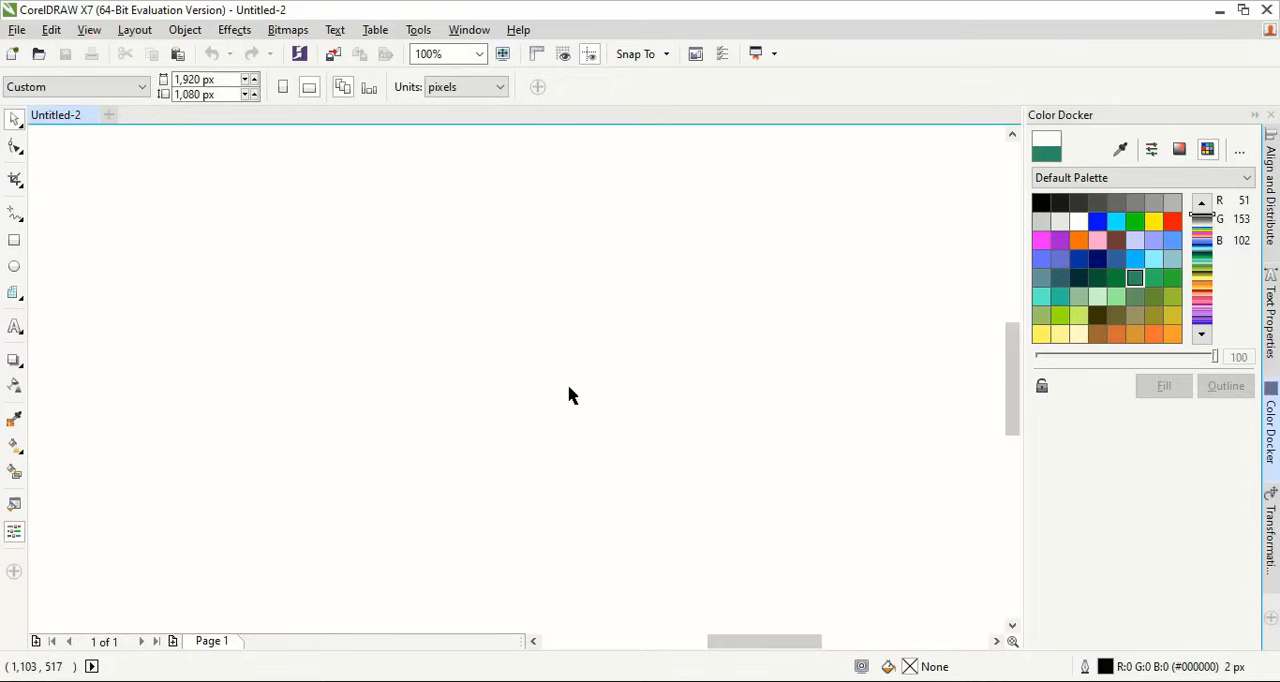 CorelDRAW X7 (64-Bit Evaluation Version) - Untitled-2
File Edit View Layout Object Effects Bitmaps Text Table Tools Window Help
100% Snap To
Custom 1,920 px Units: pixels
1,080 px
Untitled-2
Color Docker
Default Palette
R 51
G 153
B 102
100
Fill Outline
Align and Distribute
Text Properties
Color Docker
Transformati...
1 of 1 Page 1
( 1,103 , 517 ) None R:0 G:0 B:0 (#000000) 2 px